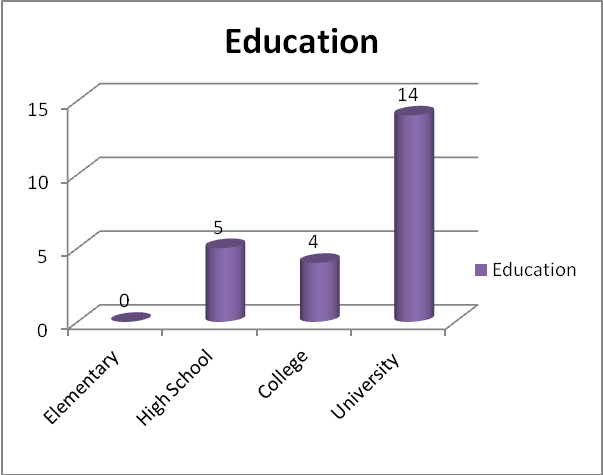 Education
15
10
5
0
0
5
4
14
Elementary
High School
College
University
Education